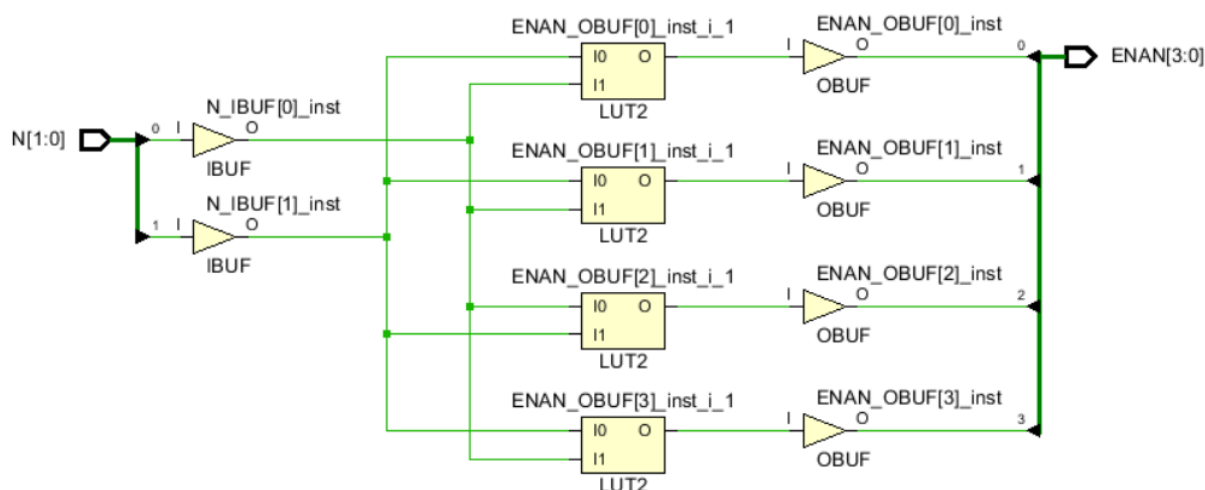 ENAN_OBUF[0]_inst_i_1
ENAN_OBUF[0]_inst
I0 O
I1
LUT2
I O
OBUF
0
ENAN[3:0]
N[1:0]
N_IBUF[0]_inst
0 I O
IBUF
ENAN_OBUF[1]_inst_i_1
ENAN_OBUF[1]_inst
I0 O
I1
LUT2
I O
OBUF
1
N_IBUF[1]_inst
1 I O
IBUF
ENAN_OBUF[2]_inst_i_1
ENAN_OBUF[2]_inst
I0 O
I1
LUT2
I O
OBUF
2
ENAN_OBUF[3]_inst_i_1
ENAN_OBUF[3]_inst
I0 O
I1
LUT2
I O
OBUF
3